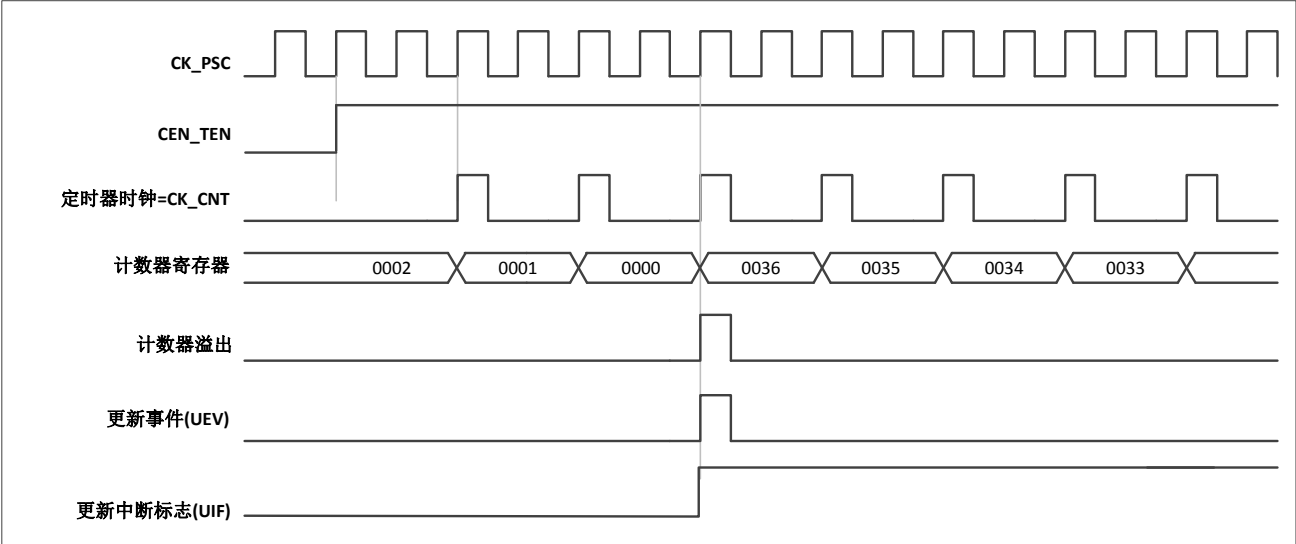 CK_PSC
CEN_TEN
定时器时钟=CK_CNT
计数器寄存器 0002 0001 0000 0036 0035 0034 0033
计数器溢出
更新事件(UEV)
更新中断标志(UIF)